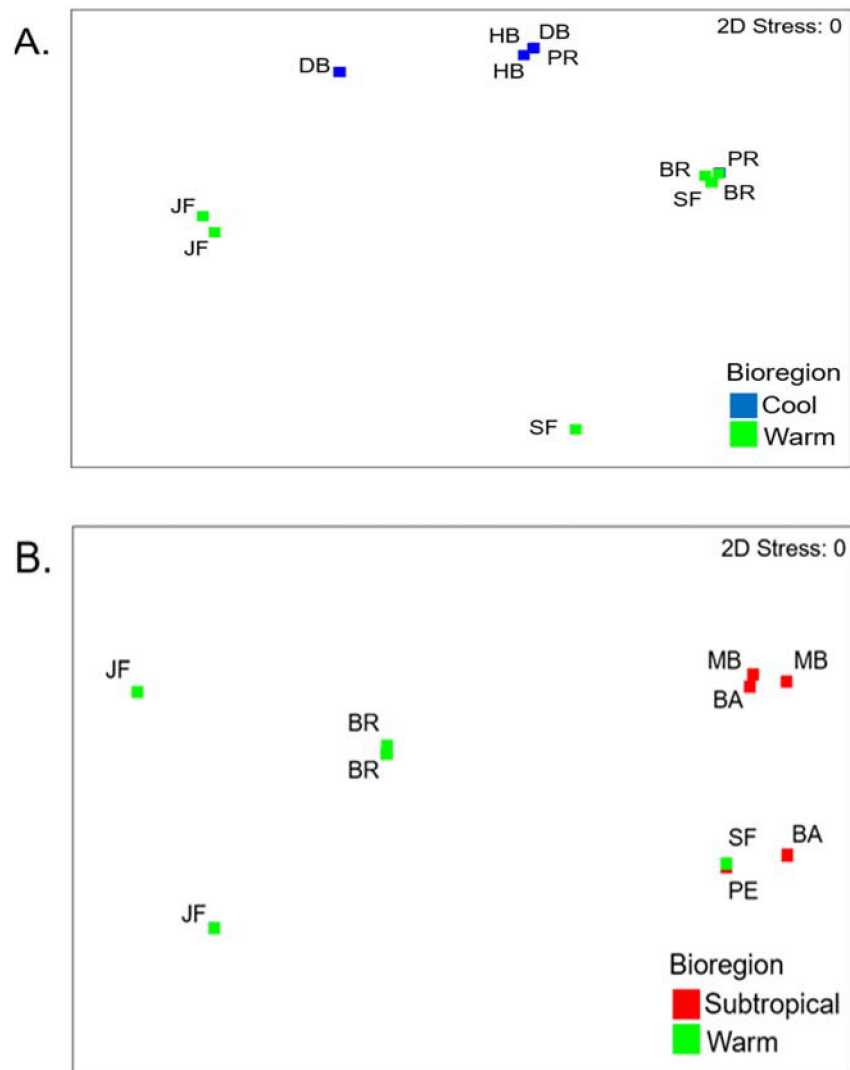 A.
2D Stress: 0
HB DB
DB
HB PR
BR PR
SF BR
JF
JF
Bioregion
Cool
SF
Warm
B.
2D Stress: 0
JF
MB MB
BA
BR
BR
SF BA
PE
JF
Bioregion
Subtropical
Warm